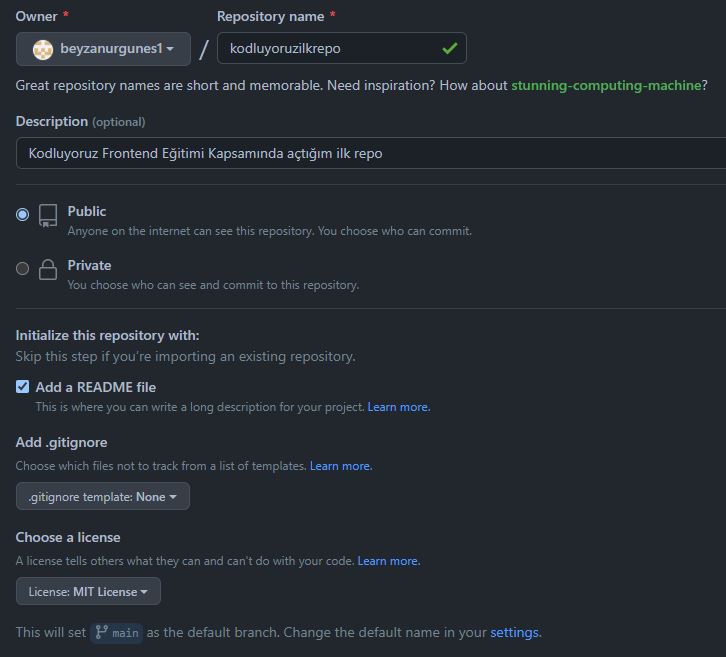 Owner * Repository name *
beyzanurgunes1 / kodluyoruzilkrepo
Great repository names are short and memorable. Need inspiration? How about stunning-computing-machine?
Description (optional)
Kodluyoruz Frontend Eğitimi Kapsamında açtığım ilk repo
Public
Anyone on the internet can see this repository. You choose who can commit.
Private
You choose who can see and commit to this repository.
Initialize this repository with:
Skip this step if you're importing an existing repository.
Add a README file
This is where you can write a long description for your project. Learn more.
Add .gitignore
Choose which files not to track from a list of templates. Learn more.
.gitignore template: None
Choose a license
A license tells others what they can and can't do with your code. Learn more.
License: MIT License
This will set main as the default branch. Change the default name in your settings.